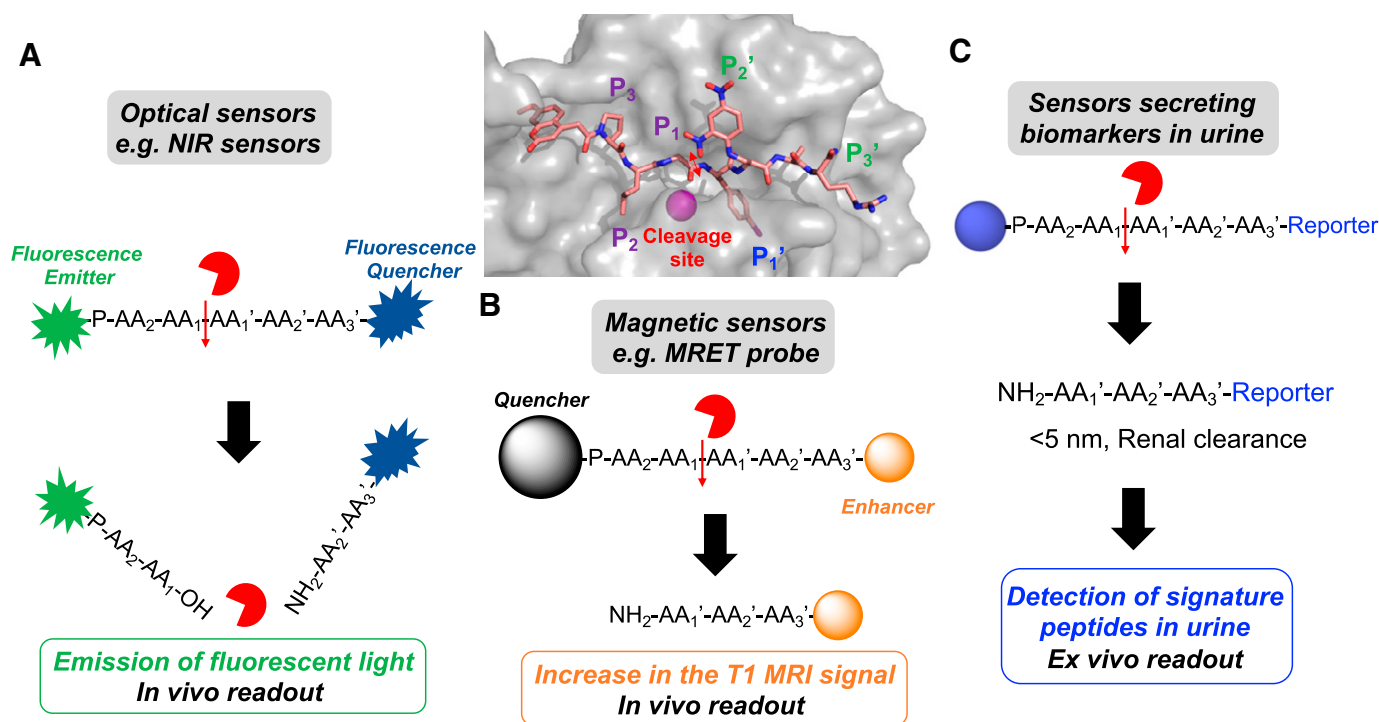 A
Optical sensors
e.g. NIR sensors
Fluorescence
Emitter
Fluorescence
Quencher
P-AA₂-AA₁-AA₁'-AA₂'-AA₃'-
P-AA₂-AA₁-OH
NH₂-AA₂'-AA₃'-
Emission of fluorescent light
In vivo readout
P₃
P₁
P₂'
P₃'
P₂
Cleavage
site
P₁'
B
Magnetic sensors
e.g. MRET probe
Quencher
-P-AA₂-AA₁-AA₁'-AA₂'-AA₃'-
Enhancer
NH₂-AA₁'-AA₂'-AA₃'-
Increase in the T1 MRI signal
In vivo readout
C
Sensors secreting
biomarkers in urine
-P-AA₂-AA₁-AA₁'-AA₂'-AA₃'-Reporter
NH₂-AA₁'-AA₂'-AA₃'-Reporter
<5 nm, Renal clearance
Detection of signature
peptides in urine
Ex vivo readout